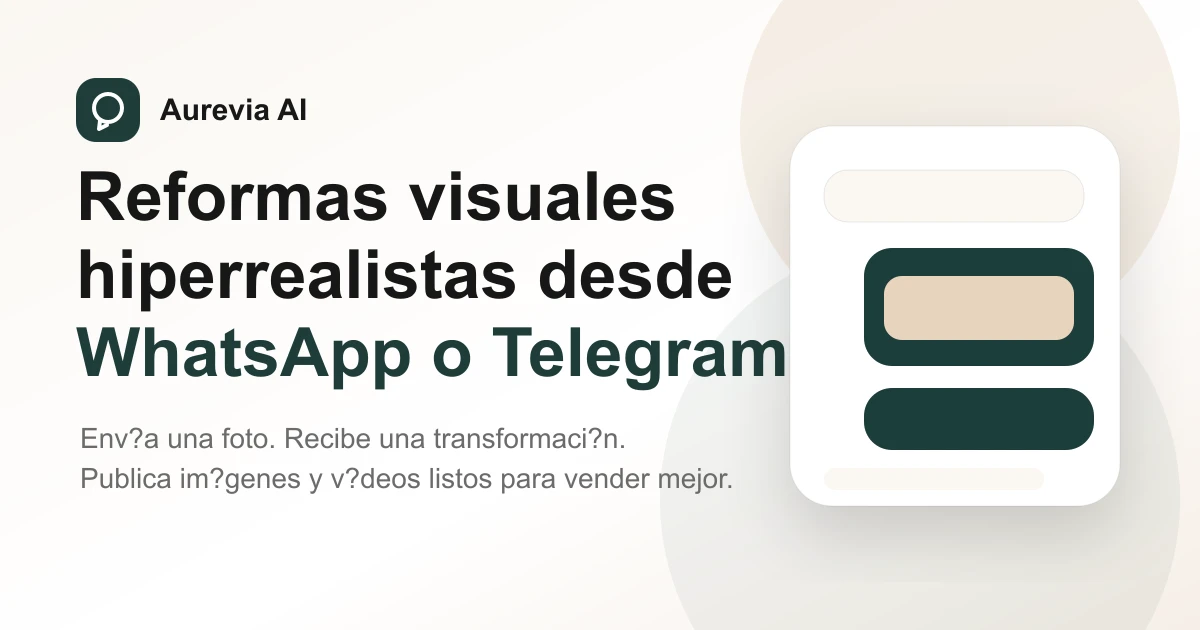 Aurevia AI
Reformas visuales
hiperrealistas desde
WhatsApp o Telegram
Env?a una foto. Recibe una transformaci?n.
Publica im?genes y v?deos listos para vender mejor.